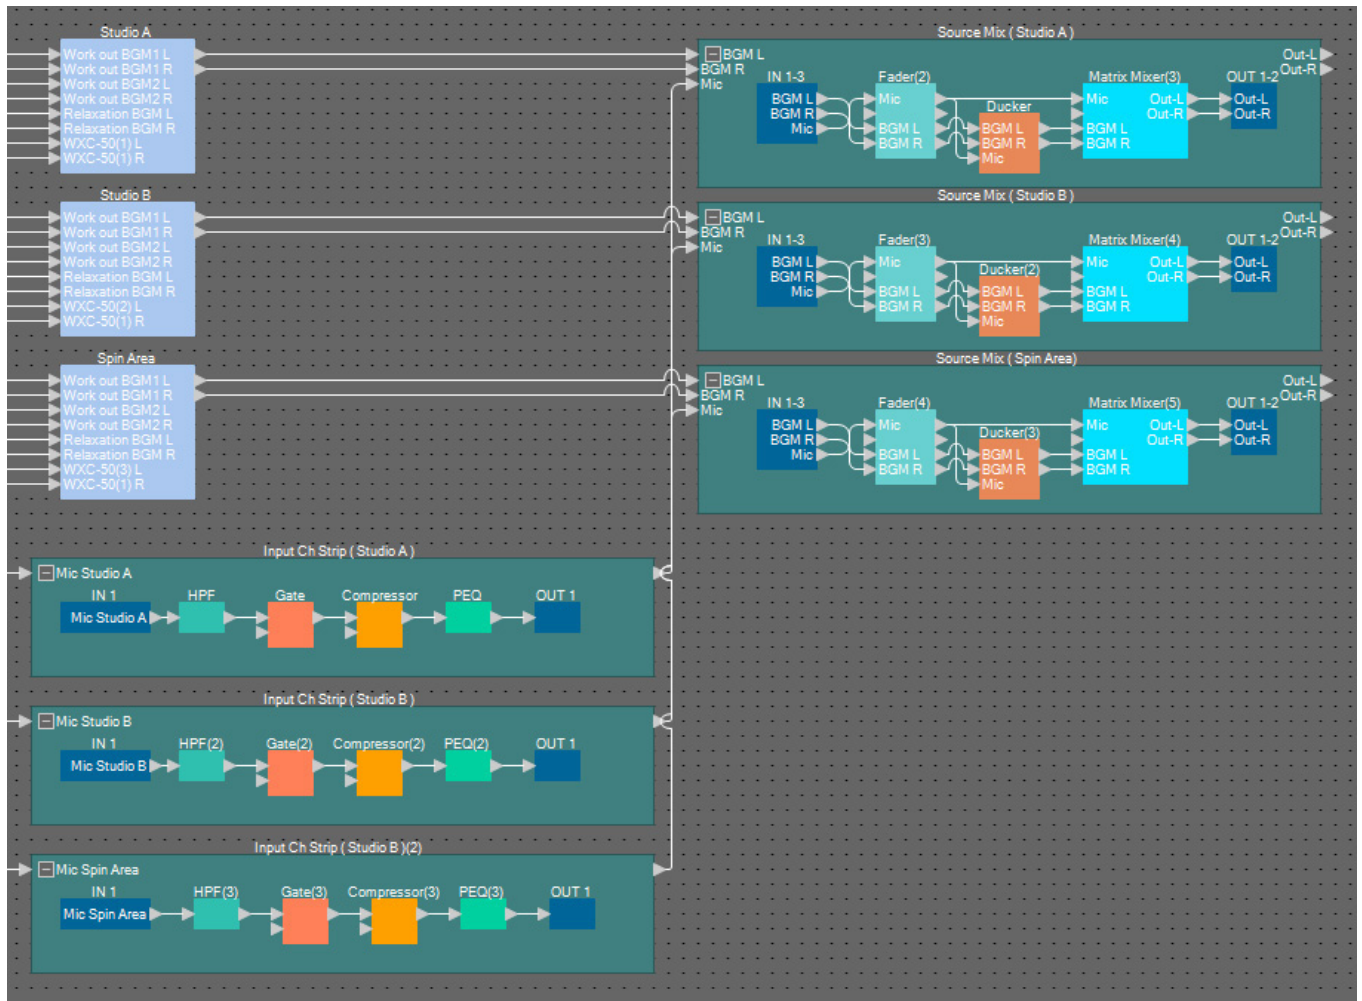 Studio A
Work out BGM1 L
Work out BGM1 R
Work out BGM2 L
Work out BGM2 R
Relaxation BGM L
Relaxation BGM R
WXC-50(1) L
WXC-50(1) R
Source Mix ( Studio A )
BGM L
BGM R
Mic
IN 1-3
BGM L
BGM R
Mic
Fader(2)
Mic
BGM L
BGM R
Ducker
BGM L
BGM R
Mic
Matrix Mixer(3)
Mic Out-L
Out-R
BGM L
BGM R
OUT 1-2
Out-L
Out-R
Out-L
Out-R
Studio B
Work out BGM1 L
Work out BGM1 R
Work out BGM2 L
Work out BGM2 R
Relaxation BGM L
Relaxation BGM R
WXC-50(2) L
WXC-50(1) R
Source Mix ( Studio B )
BGM L
BGM R
Mic
IN 1-3
BGM L
BGM R
Mic
Fader(3)
Mic
BGM L
BGM R
Ducker(2)
BGM L
BGM R
Mic
Matrix Mixer(4)
Mic Out-L
Out-R
BGM L
BGM R
OUT 1-2
Out-L
Out-R
Out-L
Out-R
Spin Area
Work out BGM1 L
Work out BGM1 R
Work out BGM2 L
Work out BGM2 R
Relaxation BGM L
Relaxation BGM R
WXC-50(3) L
WXC-50(1) R
Source Mix ( Spin Area)
BGM L
BGM R
Mic
IN 1-3
BGM L
BGM R
Mic
Fader(4)
Mic
BGM L
BGM R
Ducker(3)
BGM L
BGM R
Mic
Matrix Mixer(5)
Mic Out-L
Out-R
BGM L
BGM R
OUT 1-2
Out-L
Out-R
Out-L
Out-R
Input Ch Strip ( Studio A )
Mic Studio A
IN 1 HPF Gate Compressor PEQ OUT 1
Mic Studio A
Input Ch Strip ( Studio B )
Mic Studio B
IN 1 HPF(2) Gate(2) Compressor(2) PEQ(2) OUT 1
Mic Studio B
Input Ch Strip ( Studio B )(2)
Mic Spin Area
IN 1 HPF(3) Gate(3) Compressor(3) PEQ(3) OUT 1
Mic Spin Area